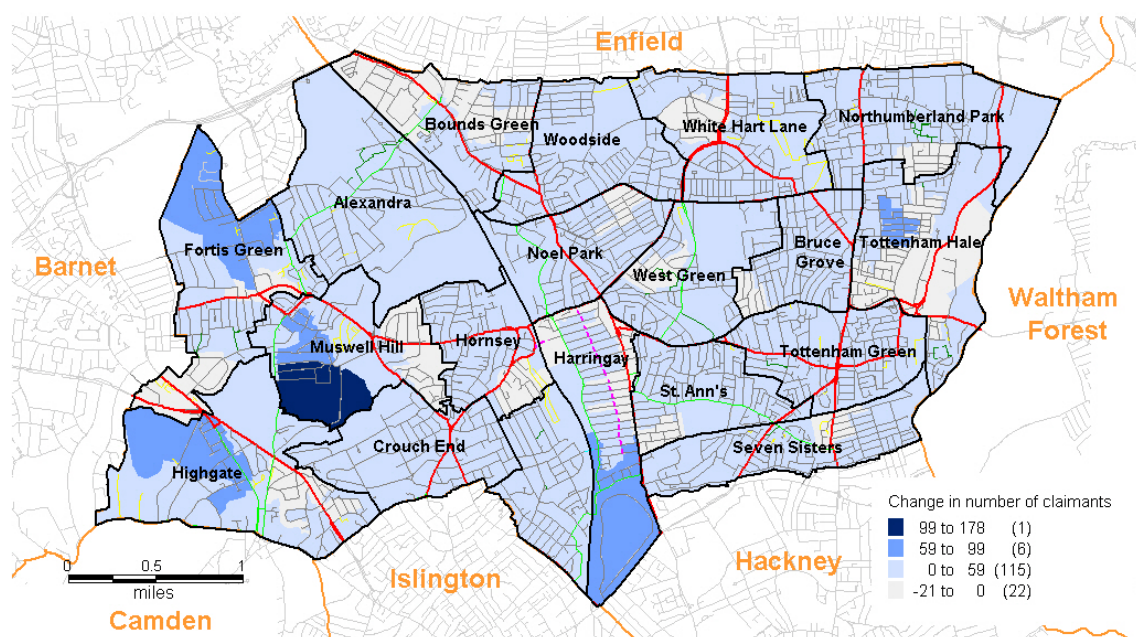 Enfield
Northumberland Park
Bounds Green
White Hart Lane
Woodside
Alexandra
Fortis Green
Noel Park
Bruce
Grove
Tottenham Hale
West Green
Barnet
Waltham
Forest
Muswell Hill
Hornsey
Harringay
Tottenham Green
St. Ann's
Crouch End
Seven Sisters
Highgate
Change in number of claimants
99 to 178 (1)
59 to 99 (6)
0 to 59 (115)
-21 to 0 (22)
0 0.5 1
miles
Hackney
Islington
Camden